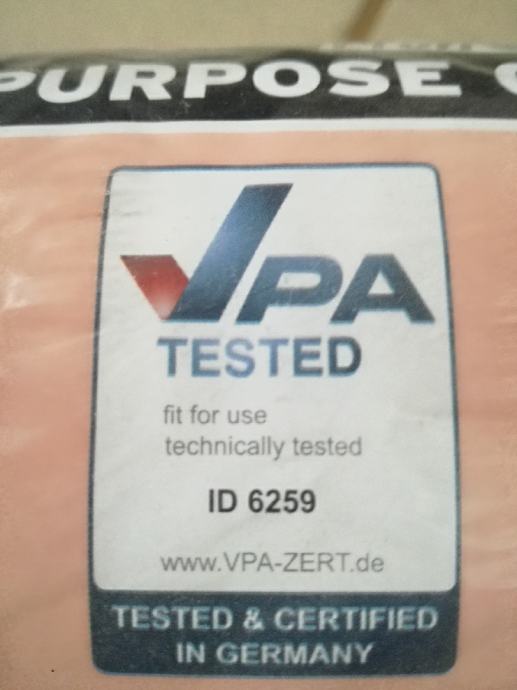 PURPOSE
VPA
TESTED
fit for use
technically tested
ID 6259
www.VPA-ZERT.de
TESTED & CERTIFIED
IN GERMANY